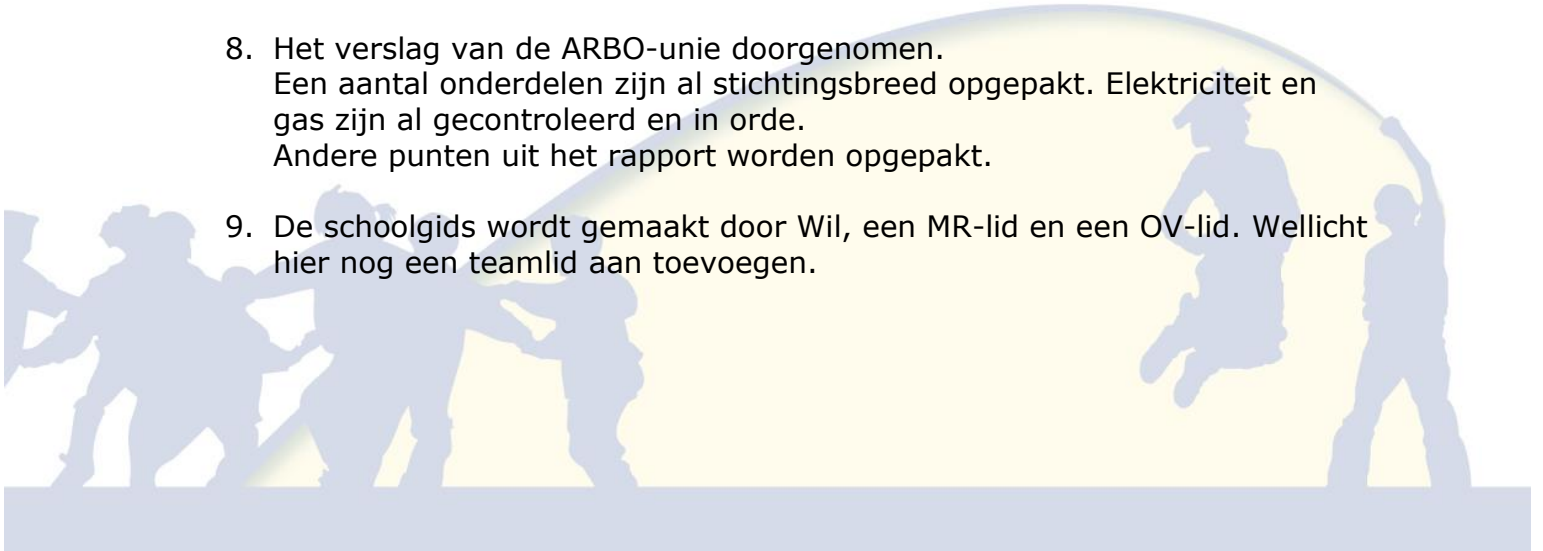 8. Het verslag van de ARBO-unie doorgenomen.
Een aantal onderdelen zijn al stichtingsbreed opgepakt. Elektriciteit en
gas zijn al gecontroleerd en in orde.
Andere punten uit het rapport worden opgepakt.
9. De schoolgids wordt gemaakt door Wil, een MR-lid en een OV-lid. Wellicht
hier nog een teamlid aan toevoegen.